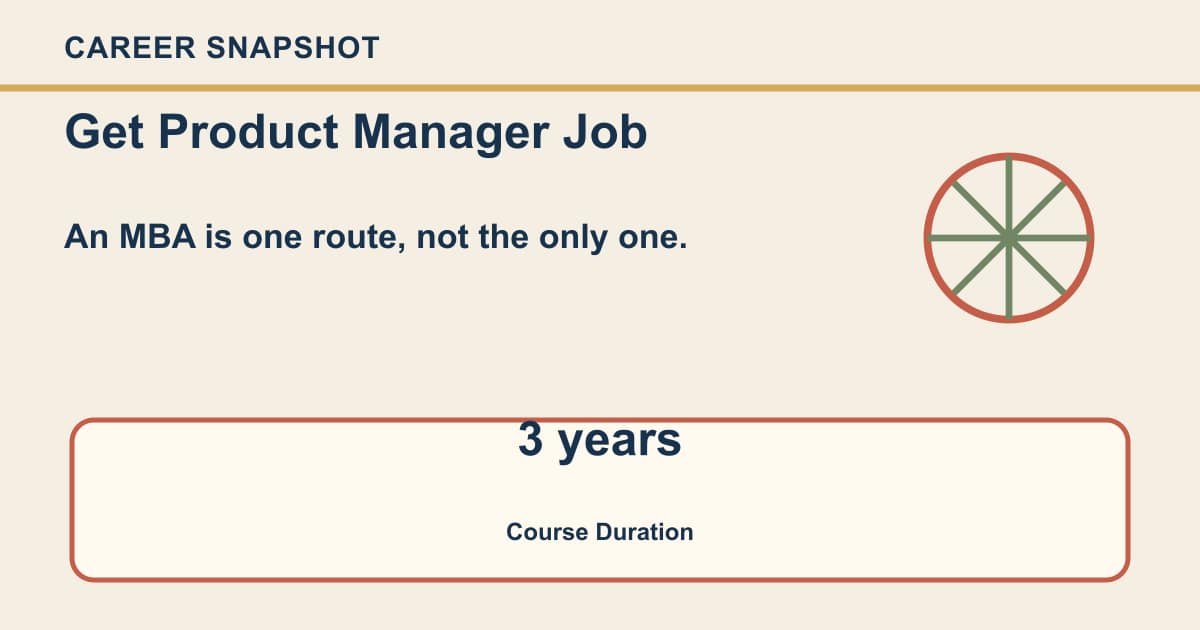 CAREER SNAPSHOT
Get Product Manager Job
An MBA is one route, not the only one.
3 years
Course Duration